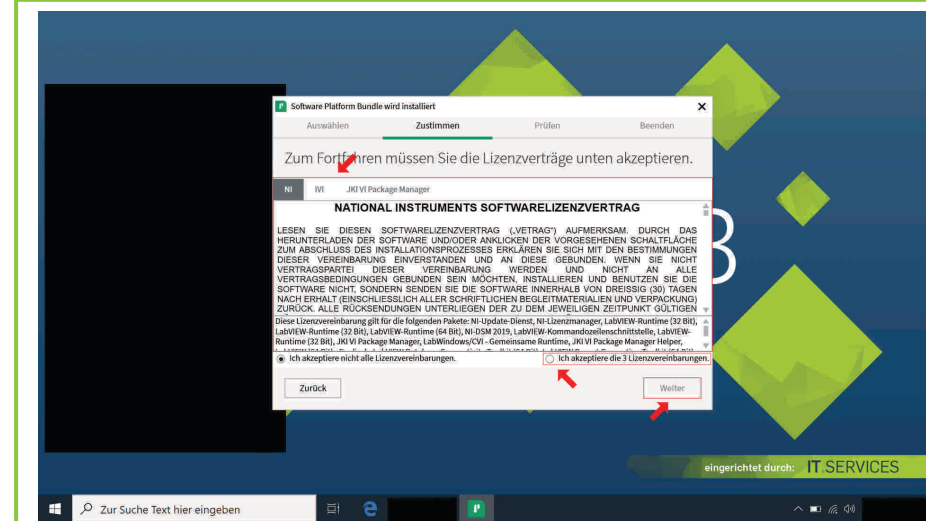 Software Platform Bundle wird installiert
Auswählen Zustimmen Prüfen Beenden
Zum Fortfahren müssen Sie die Lizenzverträge unten akzeptieren.
NI IVI JKI VI Package Manager
NATIONAL INSTRUMENTS SOFTWARELIZENZVERTRAG
LESEN SIE DIESEN SOFTWARELIZENZVERTRAG („VETRAG") AUFMERKSAM. DURCH DAS
HERUNTERLADEN DER SOFTWARE UND/ODER ANKLICKEN DER VORGESEHENEN SCHALTFLÄCHE
ZUM ABSCHLUSS DES INSTALLATIONSPROZESSES ERKLÄREN SIE SICH MIT DEN BESTIMMUNGEN
DIESER VEREINBARUNG EINVERSTANDEN UND AN DIESE GEBUNDEN. WENN SIE NICHT
VERTRAGSPARTEI DIESER VEREINBARUNG WERDEN UND NICHT AN ALLE
VERTRAGSBEDINGUNGEN GEBUNDEN SEIN MÖCHTEN, INSTALLIEREN UND BENUTZEN SIE DIE
SOFTWARE NICHT, SONDERN SENDEN SIE DIE SOFTWARE INNERHALB VON DREISSIG (30) TAGEN
NACH ERHALT (EINSCHLIESSLICH ALLER SCHRIFTLICHEN BEGLEITMATERIALIEN UND VERPACKUNG)
ZURÜCK. ALLE RÜCKSENDUNGEN UNTERLIEGEN DER ZU DEM JEWEILIGEN ZEITPUNKT GÜLTIGEN
Diese Lizenzvereinbarung gilt für die folgenden Pakete: NI-Update-Dienst, NI-Lizenzmanager, LabVIEW-Runtime (32 Bit),
LabVIEW-Runtime (32 Bit), LabVIEW-Runtime (64 Bit), NI-DSM 2019, LabVIEW-Kommandozeilenschnittstelle, LabVIEW-
Runtime (32 Bit), JKI VI Package Manager, LabWindows/CVI - Gemeinsame Runtime, JKI VI Package Manager Helper,
Ich akzeptiere nicht alle Lizenzvereinbarungen. Ich akzeptiere die 3 Lizenzvereinbarungen.
Zurück Weiter
3
eingerichtet durch: IT.SERVICES
Zur Suche Text hier eingeben